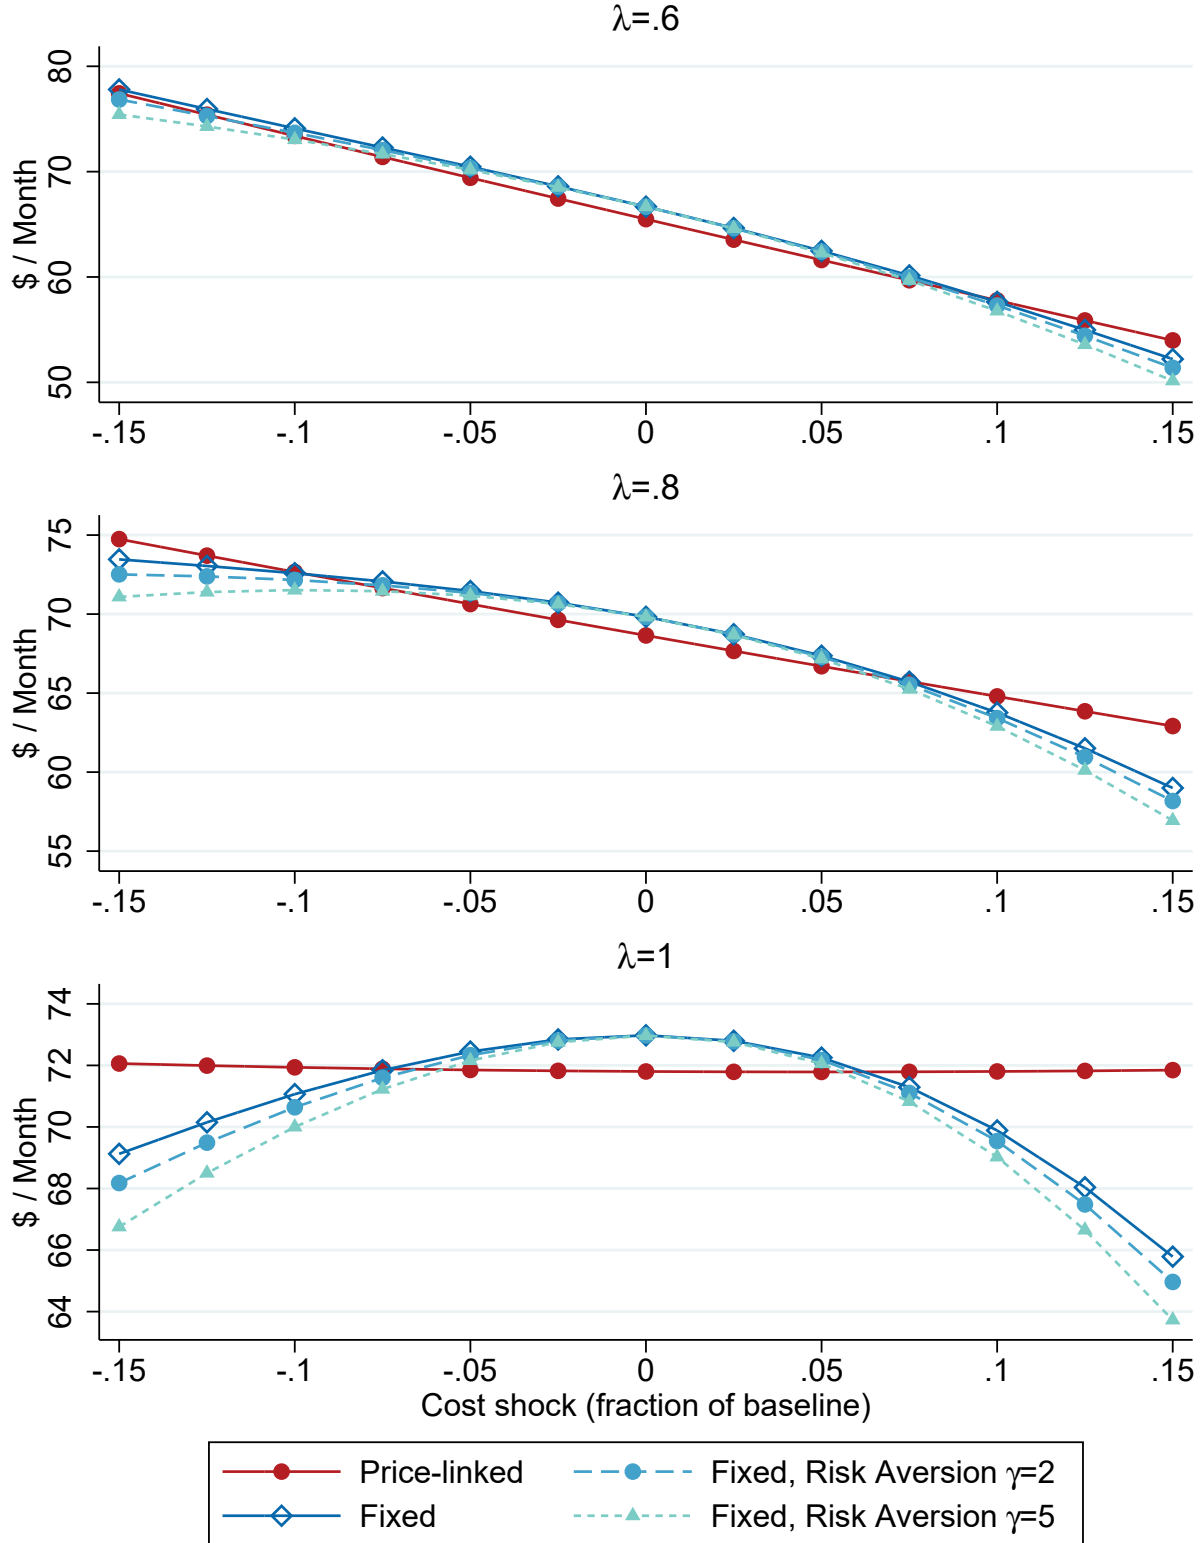 λ=.6
80
70
60
50
$ / Month
-.15 -.1 -.05 0 .05 .1 .15
λ=.8
75
70
65
60
55
$ / Month
-.15 -.1 -.05 0 .05 .1 .15
λ=1
74
72
70
68
66
64
$ / Month
-.15 -.1 -.05 0 .05 .1 .15
Cost shock (fraction of baseline)
Price-linked Fixed, Risk Aversion γ=2
Fixed Fixed, Risk Aversion γ=5